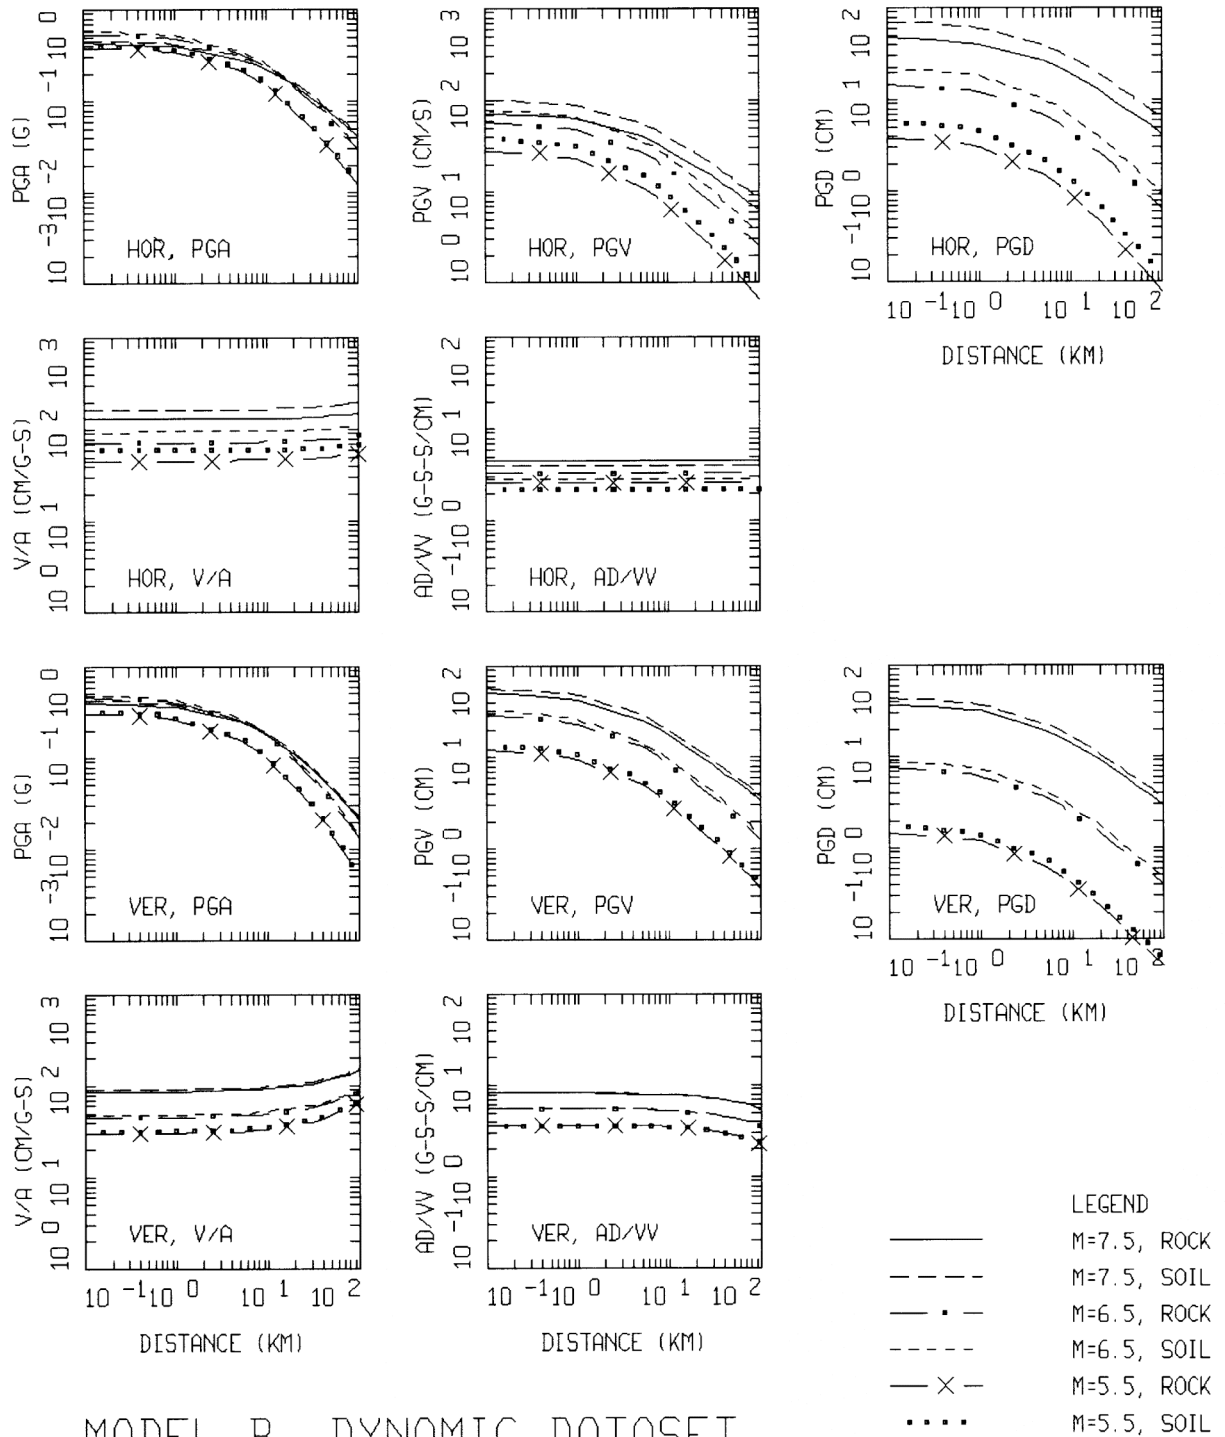 PGA (G)
10 -3 10 -2 10 -1 10 0
HOR, PGA
PGV (CM/S)
10 0 10 1 10 2 10 3
HOR, PGV
PGD (CM)
10 -1 10 0 10 1 10 2
HOR, PGD
10 -1 10 0 10 1 10 2
DISTANCE (KM)
V/A (CM/G-S)
10 0 10 1 10 2 10 3
HOR, V/A
AD/VV (G-S-S/CM)
10 -1 10 0 10 1 10 2
HOR, AD/VV
PGA (G)
10 -3 10 -2 10 -1 10 0
VER, PGA
PGV (CM)
10 -1 10 0 10 1 10 2
VER, PGV
PGD (CM)
10 -1 10 0 10 1 10 2
VER, PGD
10 -1 10 0 10 1 10 2
DISTANCE (KM)
V/A (CM/G-S)
10 0 10 1 10 2 10 3
VER, V/A
10 -1 10 0 10 1 10 2
DISTANCE (KM)
AD/VV (G-S-S/CM)
10 -1 10 0 10 1 10 2
VER, AD/VV
10 -1 10 0 10 1 10 2
DISTANCE (KM)
LEGEND
M=7.5, ROCK
M=7.5, SOIL
M=6.5, ROCK
M=6.5, SOIL
M=5.5, ROCK
M=5.5, SOIL
MODEL
DYNAMIC DATASET